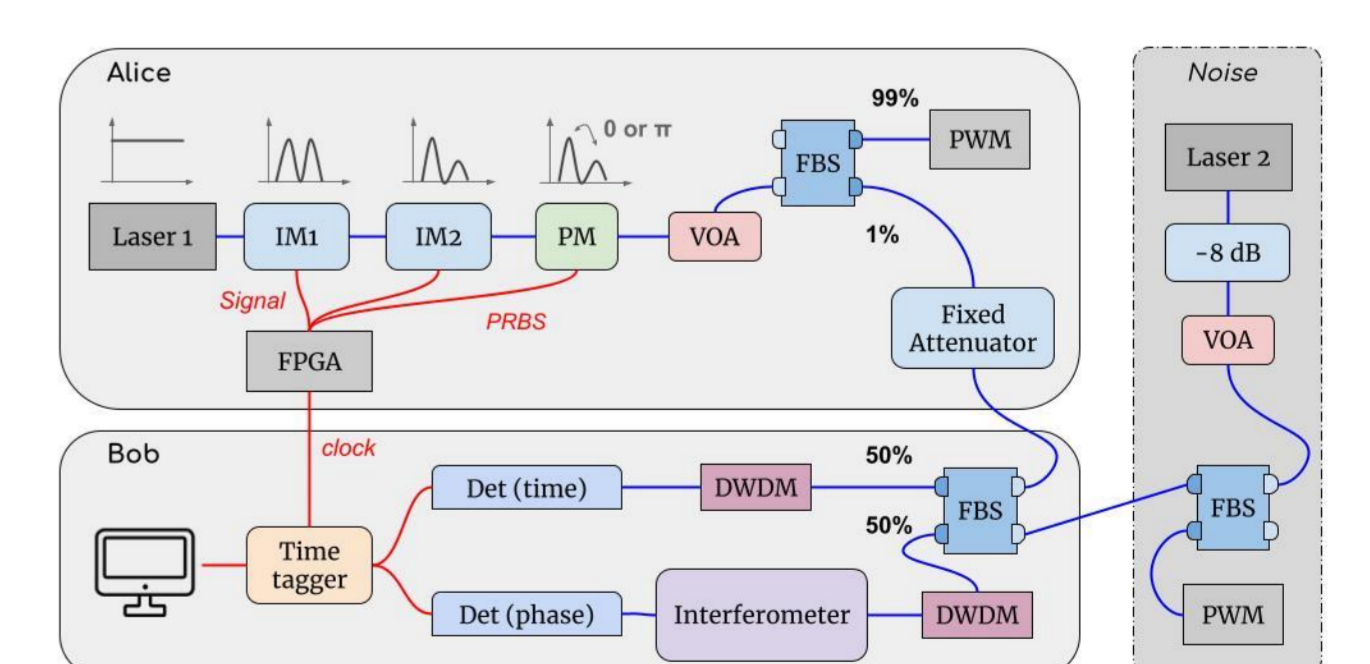 Alice
Noise
99%
0 or π
FBS
PWM
Laser 2
Laser 1
IM1
IM2
PM
VOA
1%
-8 dB
Signal
PRBS
Fixed
Attenuator
VOA
FPGA
Bob
clock
50%
Det (time)
DWDM
FBS
FBS
50%
Time
tagger
Det (phase)
Interferometer
DWDM
PWM